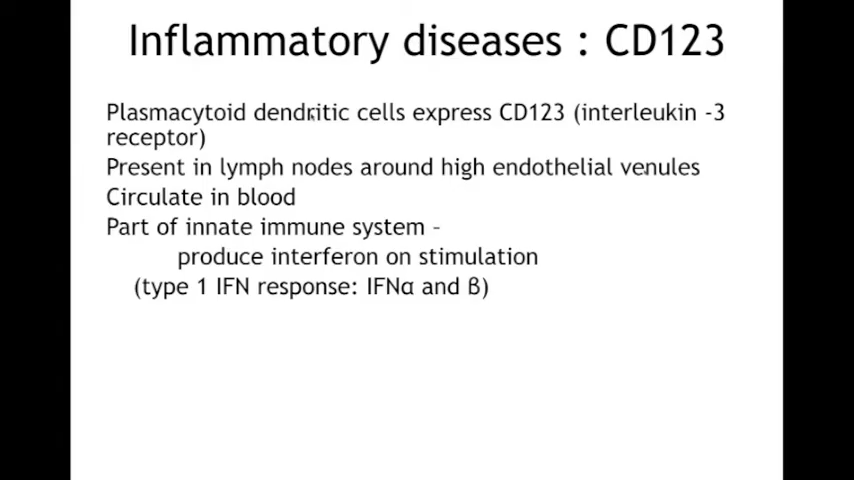 Inflammatory diseases : CD123
Plasmacytoid dendritic cells express CD123 (interleukin -3
receptor)
Present in lymph nodes around high endothelial venules
Circulate in blood
Part of innate immune system –
produce interferon on stimulation
(type 1 IFN response: IFNα and ß)